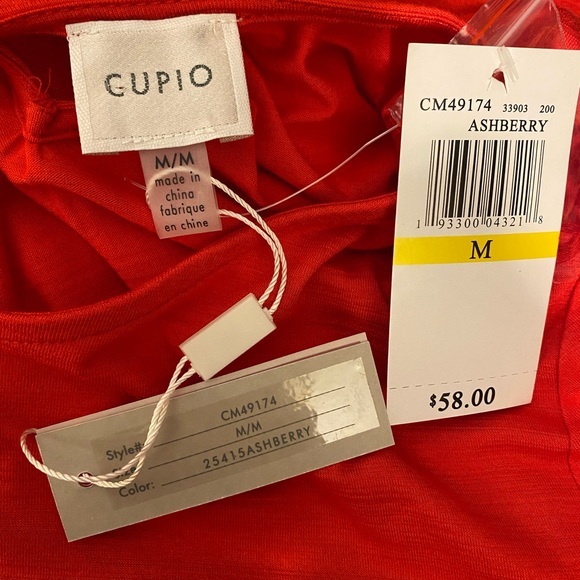 CUPIO
M/M
made in
china
fabrique
en chine
CM49174 33903 200
ASHBERRY
1 93300 04321 8
M
$58.00
Style#: CM49174
M/M
Color: 25415ASHBERRY